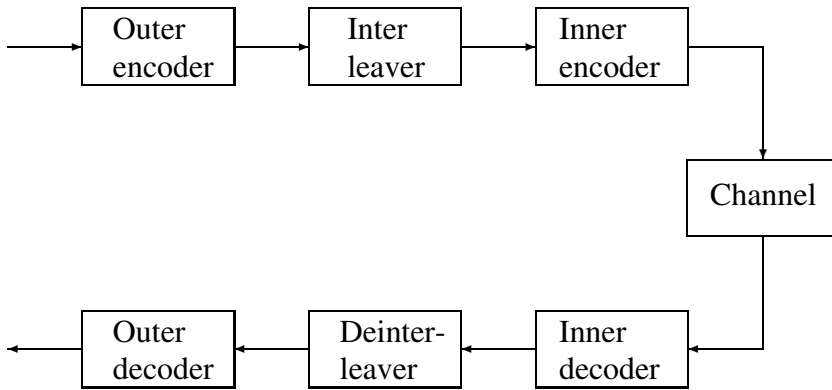 Outer
encoder
Inter
leaver
Inner
encoder
Channel
Outer
decoder
Deinter-
leaver
Inner
decoder